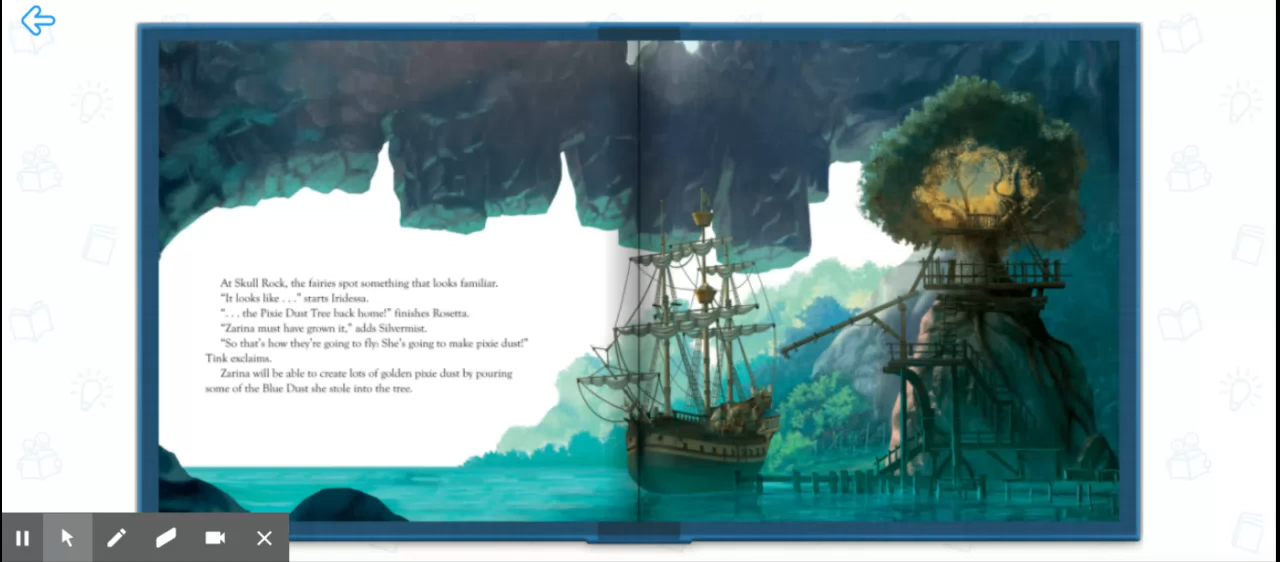 At Skull Rock, the fairies spot something that looks familiar.
"It looks like . . ." starts Iridessa.
". . . the Pixie Dust Tree back home!" finishes Rosetta.
"Zarina must have grown it," adds Silvermist.
"So that's how they're going to fly: She's going to make pixie dust!"
Tink exclaims.
Zarina will be able to create lots of golden pixie dust by pouring
some of the Blue Dust she stole into the tree.